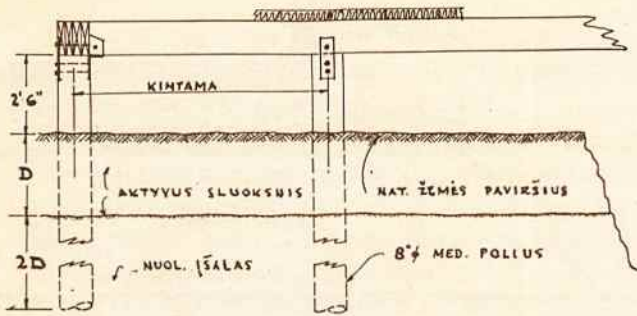 2'6"
KINTAMA
D
AKTYVUS SLUOKSNIS
NAT. ŽEMĖS PAVIRŠIUS
2D
NUOL. ĮŠALAS
8"φ MED. POLIUS